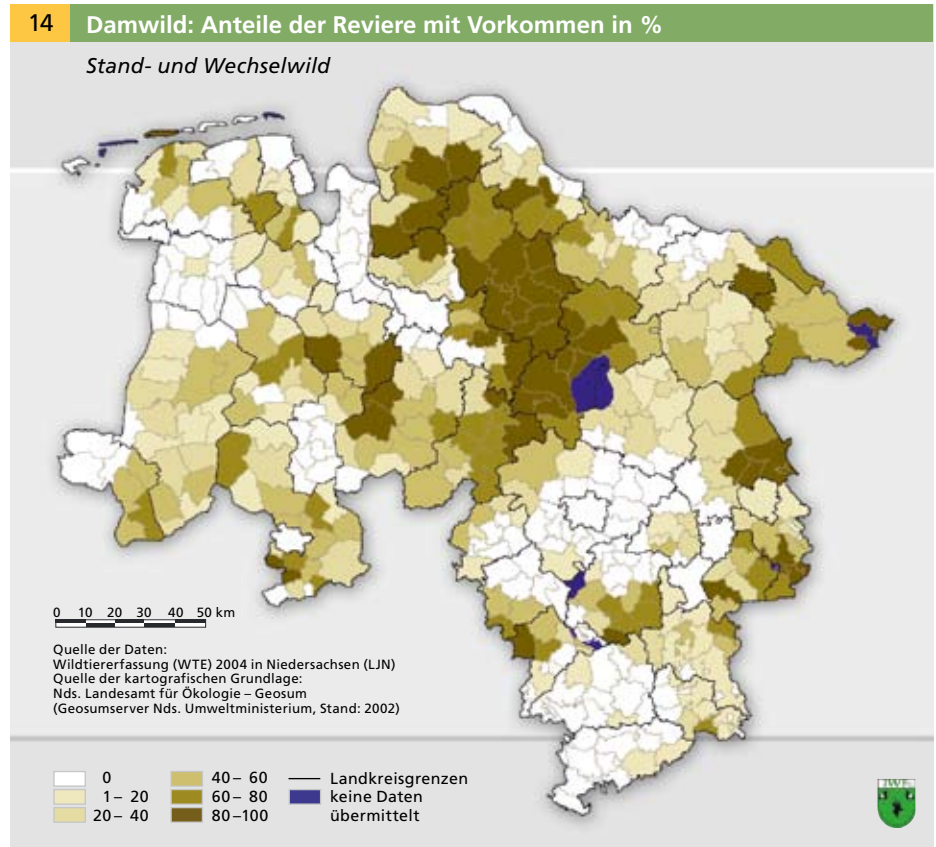 14 Damwild: Anteile der Reviere mit Vorkommen in %
Stand- und Wechselwild
0 10 20 30 40 50 km
Quelle der Daten:
Wildtiererfassung (WTE) 2004 in Niedersachsen (LJN)
Quelle der kartografischen Grundlage:
Nds. Landesamt für Ökologie – Geosum
(Geosumserver Nds. Umweltministerium, Stand: 2002)
0
1– 20
20– 40
40– 60
60– 80
80–100
Landkreisgrenzen
keine Daten
übermittelt